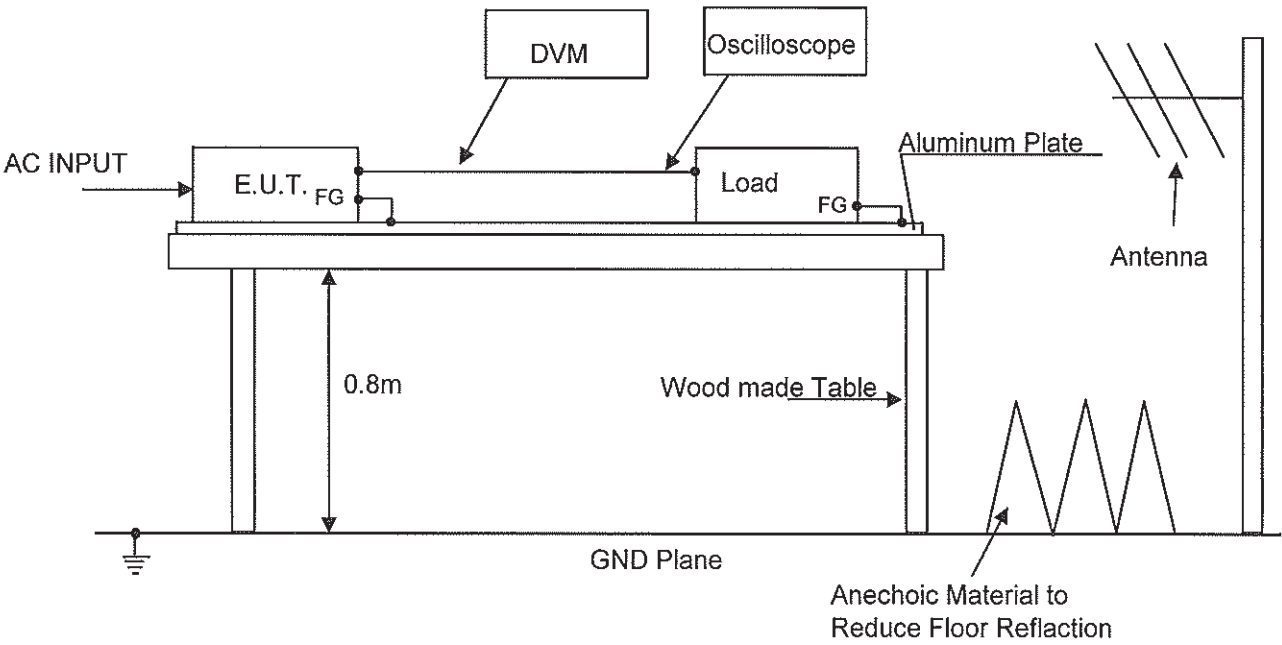 DVM
Oscilloscope
AC INPUT
E.U.T.
FG
Load
FG
Aluminum Plate
Antenna
0.8m
Wood made Table
GND Plane
Anechoic Material to
Reduce Floor Reflaction